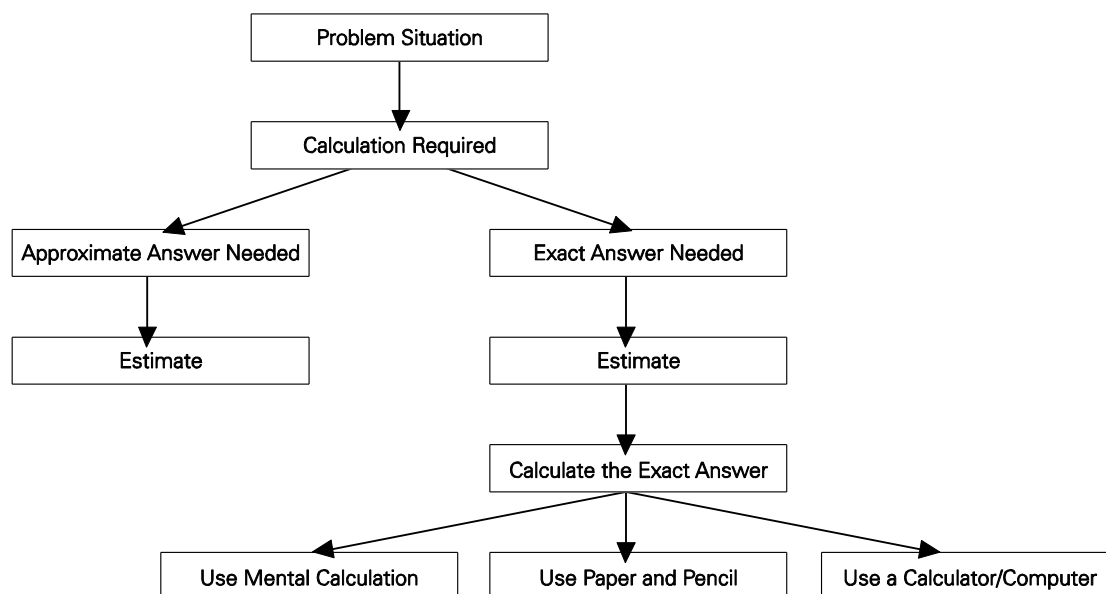 Problem Situation
Calculation Required
Approximate Answer Needed
Exact Answer Needed
Estimate
Estimate
Calculate the Exact Answer
Use Mental Calculation
Use Paper and Pencil
Use a Calculator/Computer